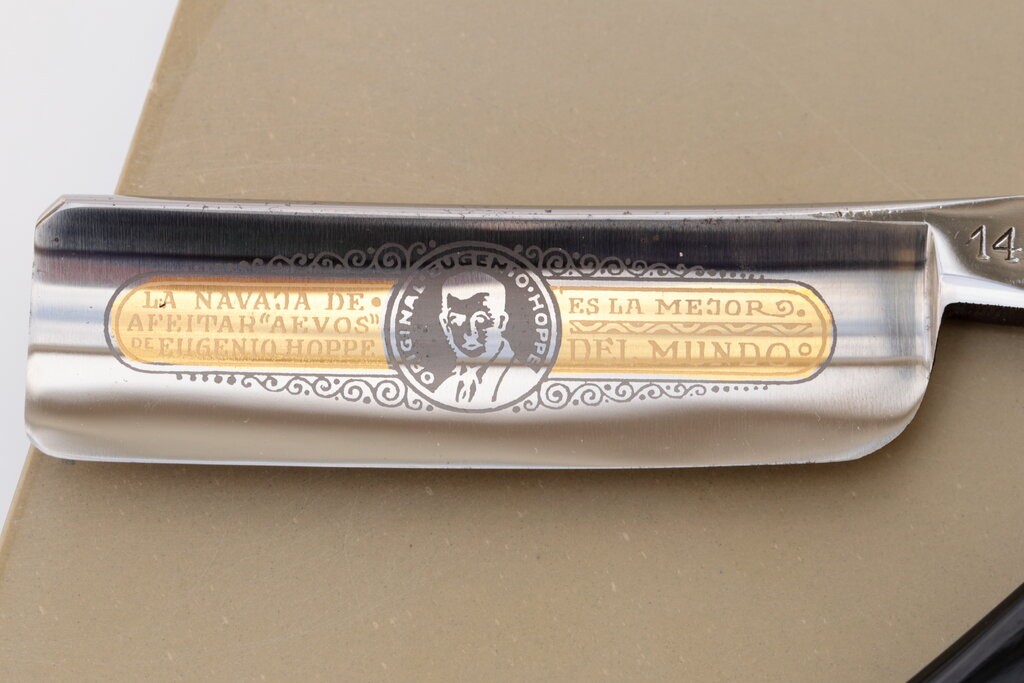 LA NAVAJA DE
AFEITAR "AEVOS"
DE EUGENIO HOPPE
ORIGINAL EUGENIO HOPPE
ES LA MEJOR
DEL MUNDO
14